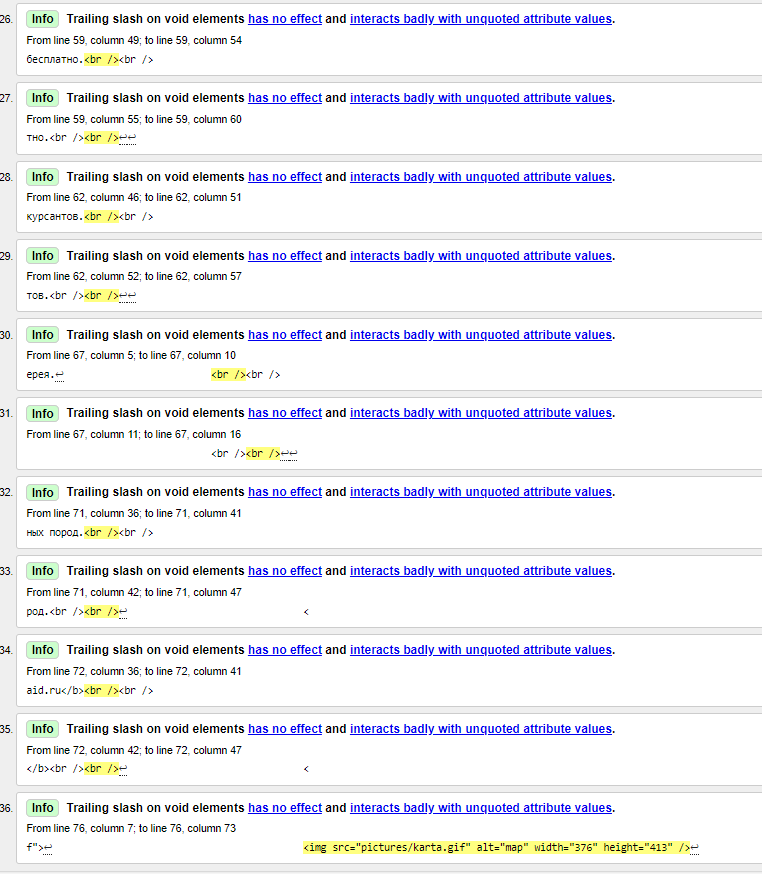 26. Info Trailing slash on void elements has no effect and interacts badly with unquoted attribute values.
From line 59, column 49; to line 59, column 54
бесплатно.<br /><br />
27. Info Trailing slash on void elements has no effect and interacts badly with unquoted attribute values.
From line 59, column 55; to line 59, column 60
тно.<br /><br />↩↩
28. Info Trailing slash on void elements has no effect and interacts badly with unquoted attribute values.
From line 62, column 46; to line 62, column 51
курсантов.<br /><br />
29. Info Trailing slash on void elements has no effect and interacts badly with unquoted attribute values.
From line 62, column 52; to line 62, column 57
тов.<br /><br />↩↩
30. Info Trailing slash on void elements has no effect and interacts badly with unquoted attribute values.
From line 67, column 5; to line 67, column 10
ерея.↩ <br /><br />
31. Info Trailing slash on void elements has no effect and interacts badly with unquoted attribute values.
From line 67, column 11; to line 67, column 16
<br /><br />↩↩
32. Info Trailing slash on void elements has no effect and interacts badly with unquoted attribute values.
From line 71, column 36; to line 71, column 41
ных пород.<br /><br />
33. Info Trailing slash on void elements has no effect and interacts badly with unquoted attribute values.
From line 71, column 42; to line 71, column 47
род.<br /><br />↩ <
34. Info Trailing slash on void elements has no effect and interacts badly with unquoted attribute values.
From line 72, column 36; to line 72, column 41
aid.ru</b><br /><br />
35. Info Trailing slash on void elements has no effect and interacts badly with unquoted attribute values.
From line 72, column 42; to line 72, column 47
</b><br /><br />↩ <
36. Info Trailing slash on void elements has no effect and interacts badly with unquoted attribute values.
From line 76, column 7; to line 76, column 73
f">↩ <img src="pictures/karta.gif" alt="map" width="376" height="413" />↩